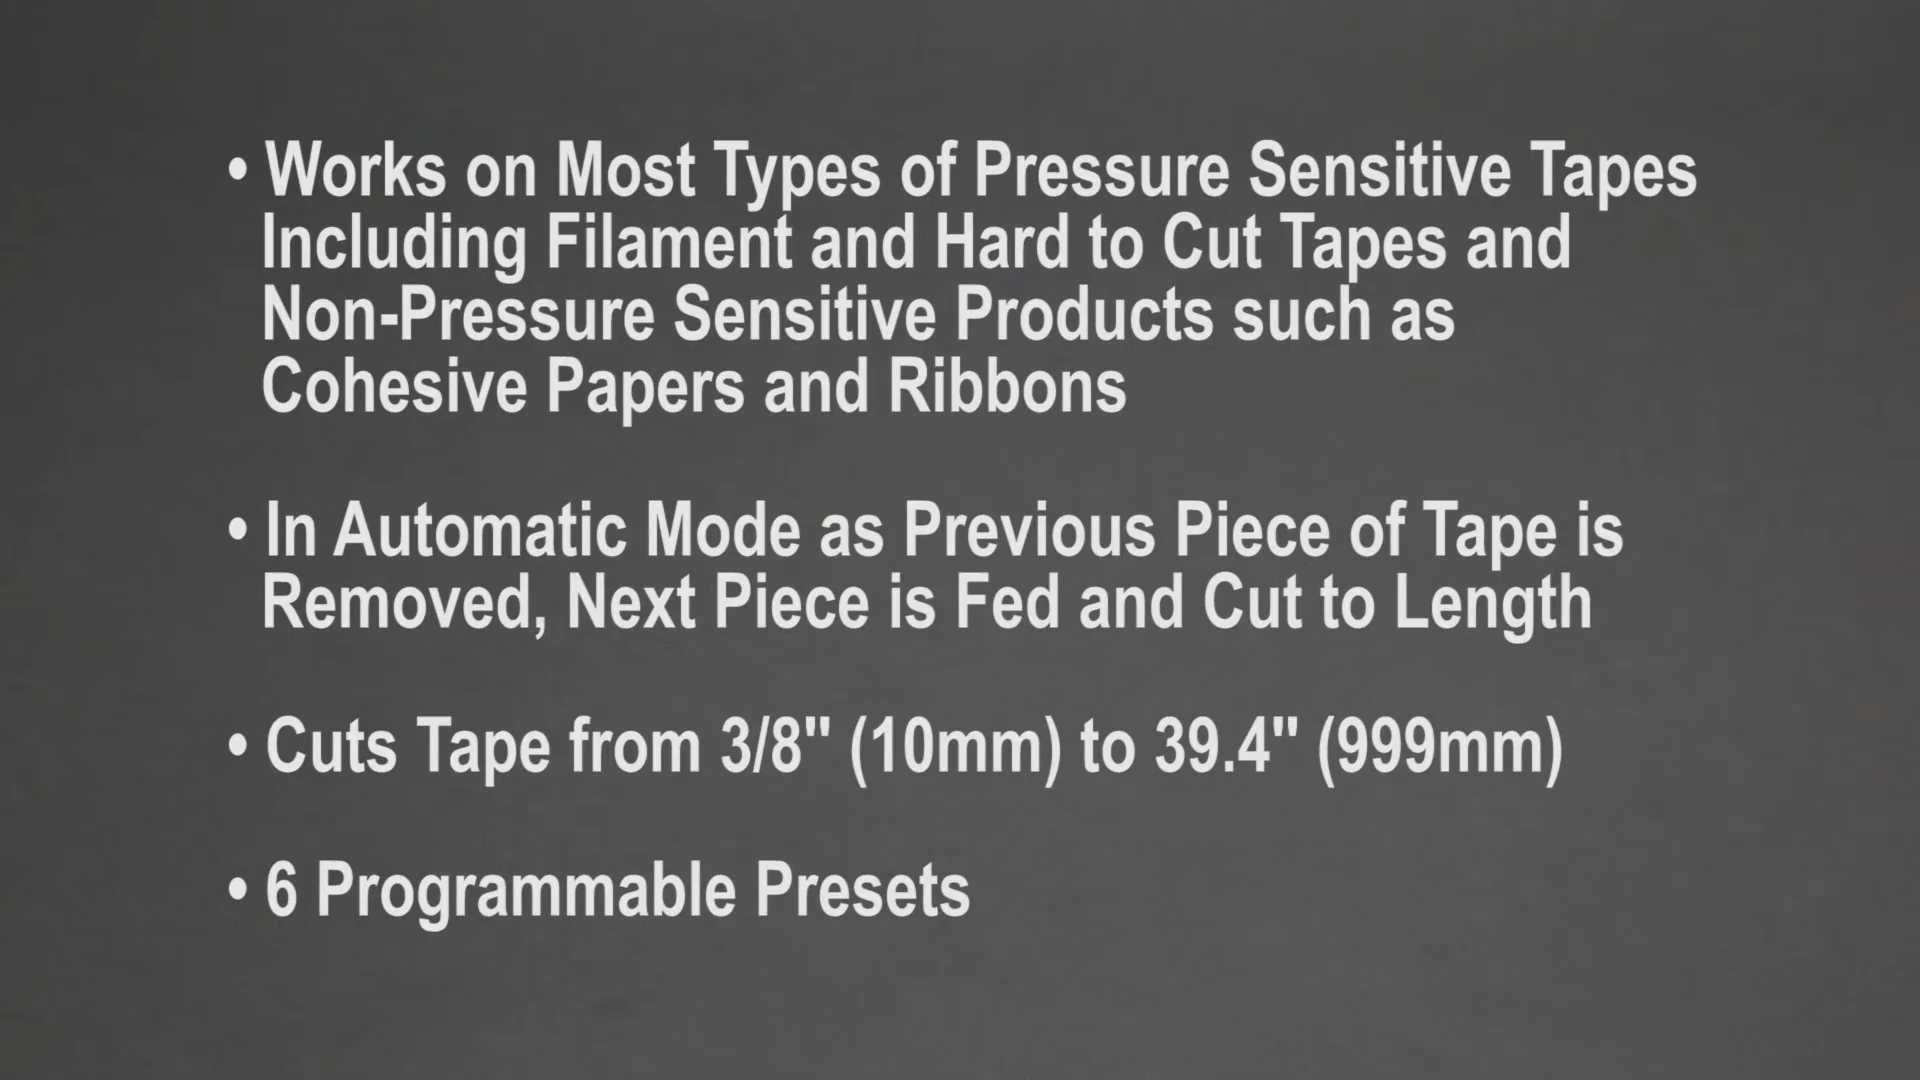 • Works on Most Types of Pressure Sensitive Tapes
Including Filament and Hard to Cut Tapes and
Non-Pressure Sensitive Products such as
Cohesive Papers and Ribbons
• In Automatic Mode as Previous Piece of Tape is
Removed, Next Piece is Fed and Cut to Length
• Cuts Tape from 3/8" (10mm) to 39.4" (999mm)
• 6 Programmable Presets